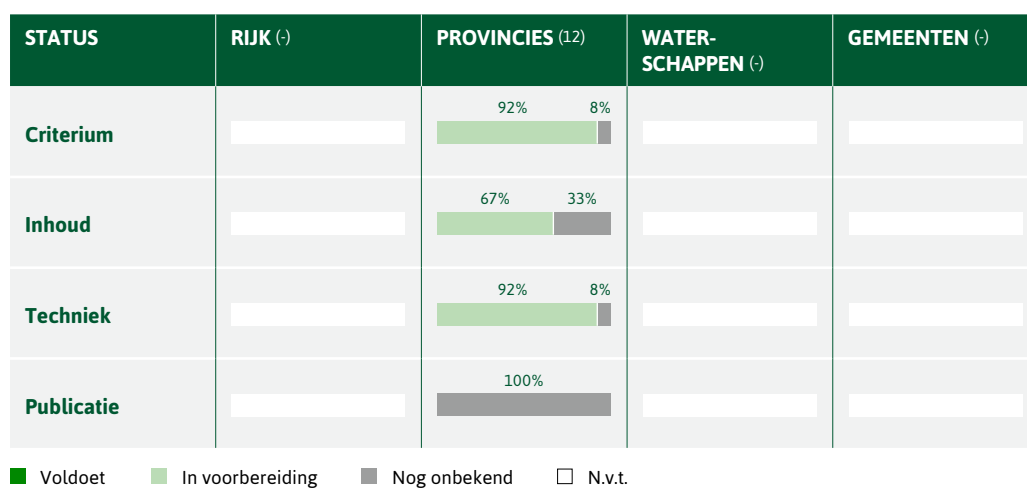 STATUS
RIJK (-)
PROVINCIES (12)
WATER-
SCHAPPEN (-)
GEMEENTEN (-)
Criterium
92% 8%
Inhoud
67% 33%
Techniek
92% 8%
Publicatie
100%
Voldoet
In voorbereiding
Nog onbekend
N.v.t.